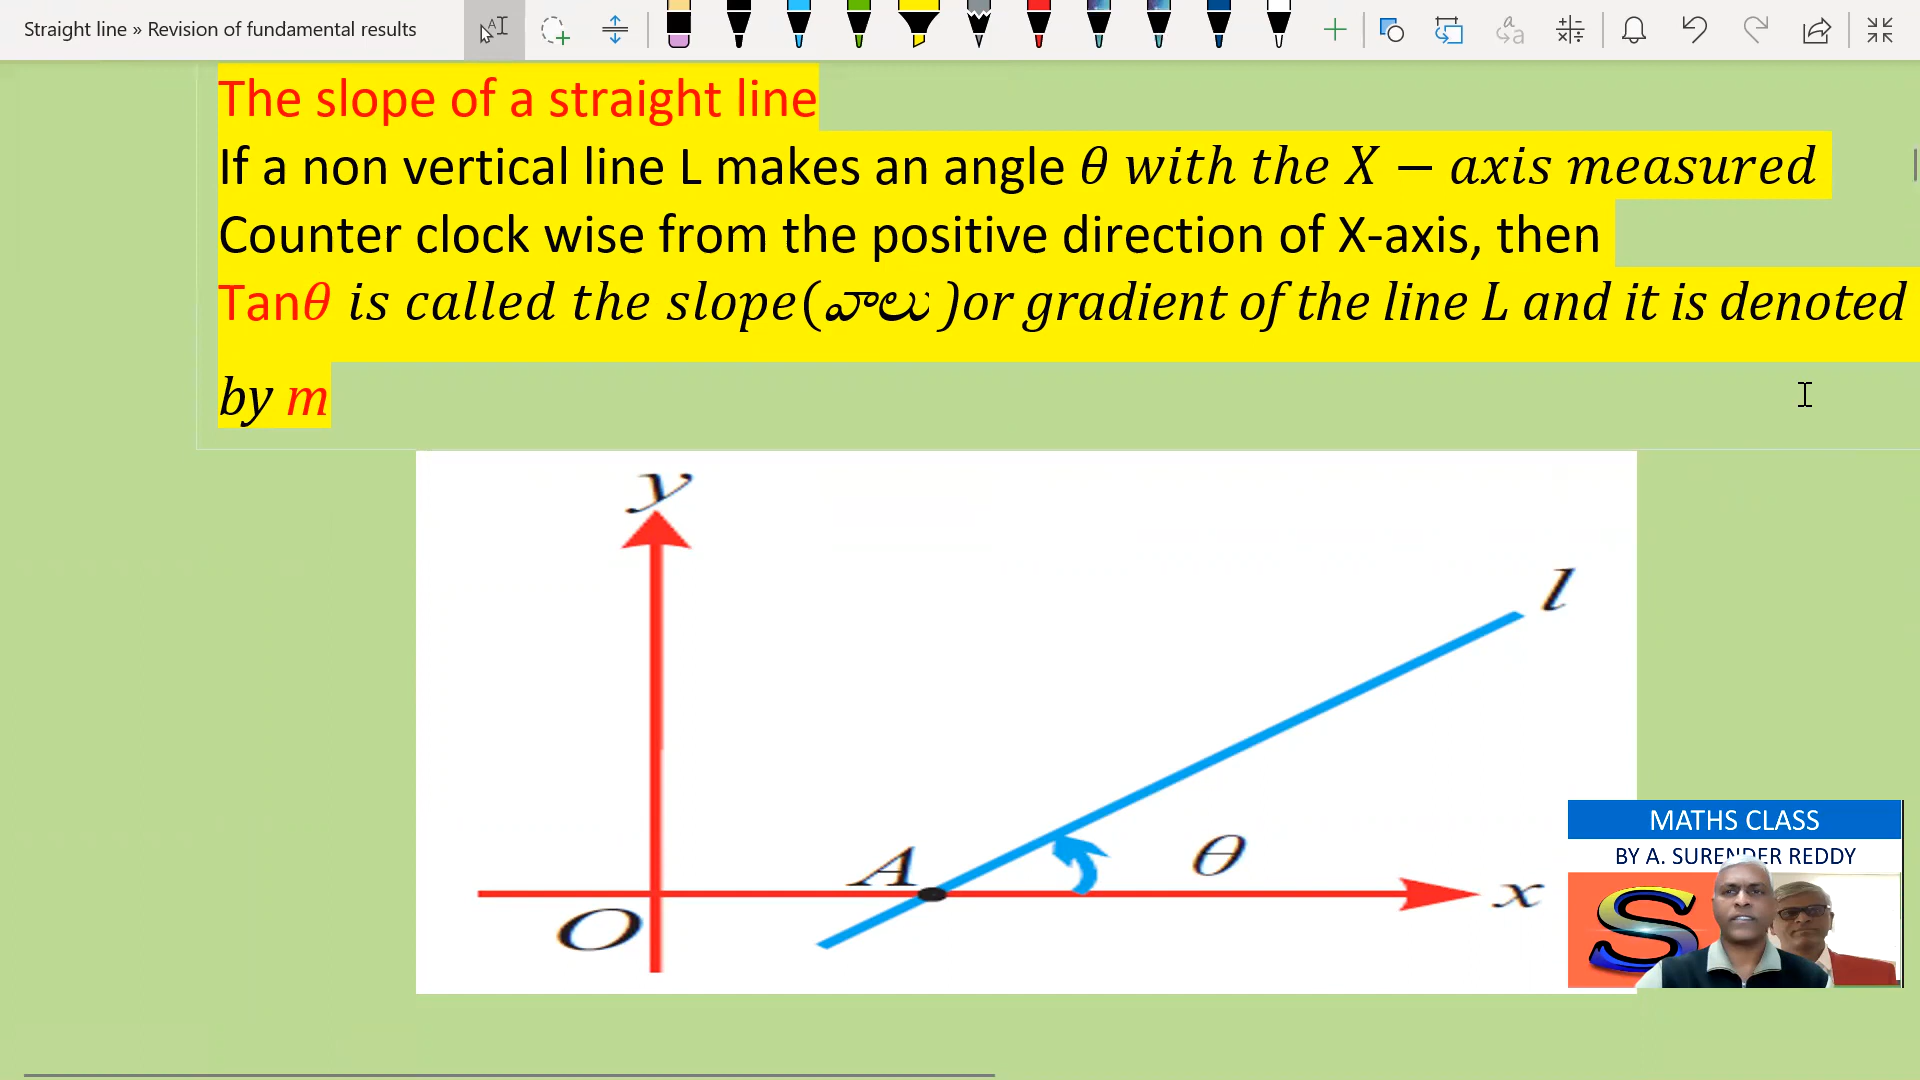 Straight line » Revision of fundamental results
The slope of a straight line
If a non vertical line L makes an angle θ with the X − axis measured
Counter clock wise from the positive direction of X-axis, then
Tanθ is called the slope(వాలు )or gradient of the line L and it is denoted
by m
y
l
A
θ
x
O
MATHS CLASS
BY A. SURENDER REDDY
S